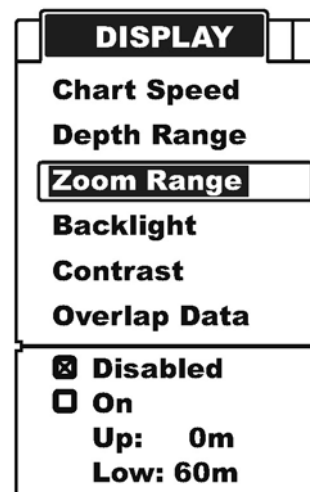 DISPLAY
Chart Speed
Depth Range
Zoom Range
Backlight
Contrast
Overlap Data
Disabled
On
Up: 0m
Low: 60m